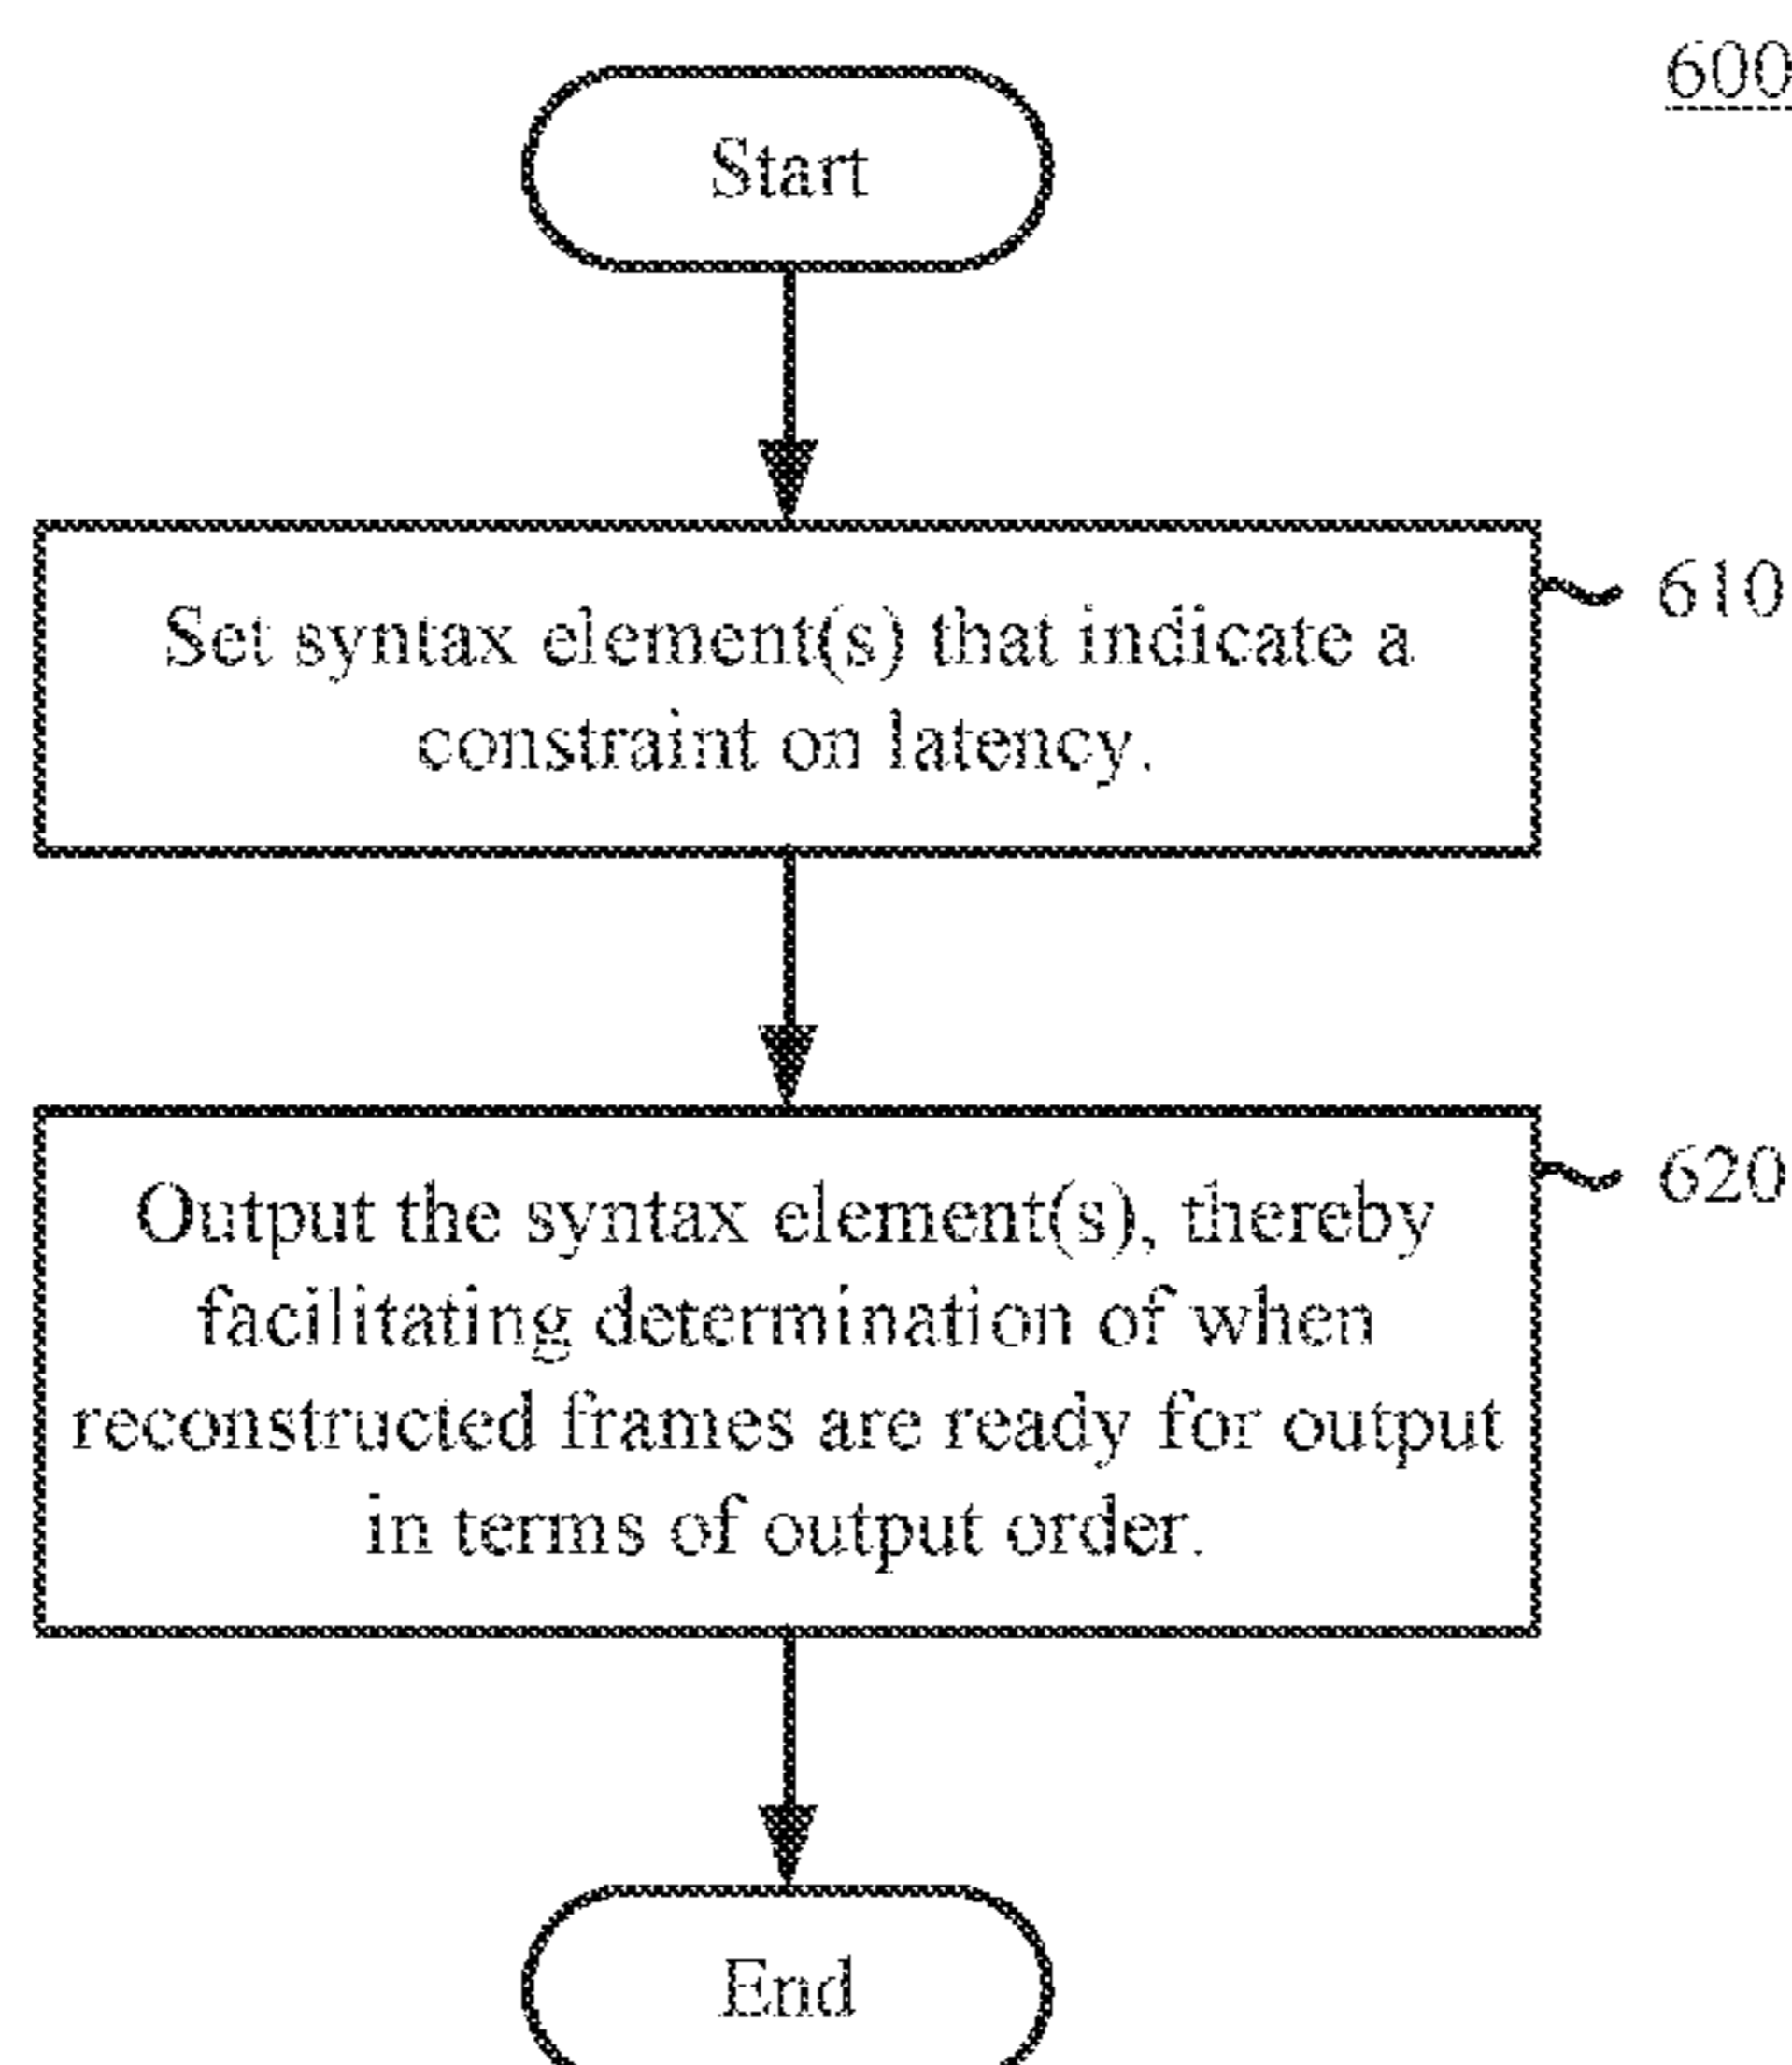 600
Start
Set syntax element(s) that indicate a
constraint on latency.
610
Output the syntax element(s), thereby
facilitating determination of when
reconstructed frames are ready for output
in terms of output order.
620
End